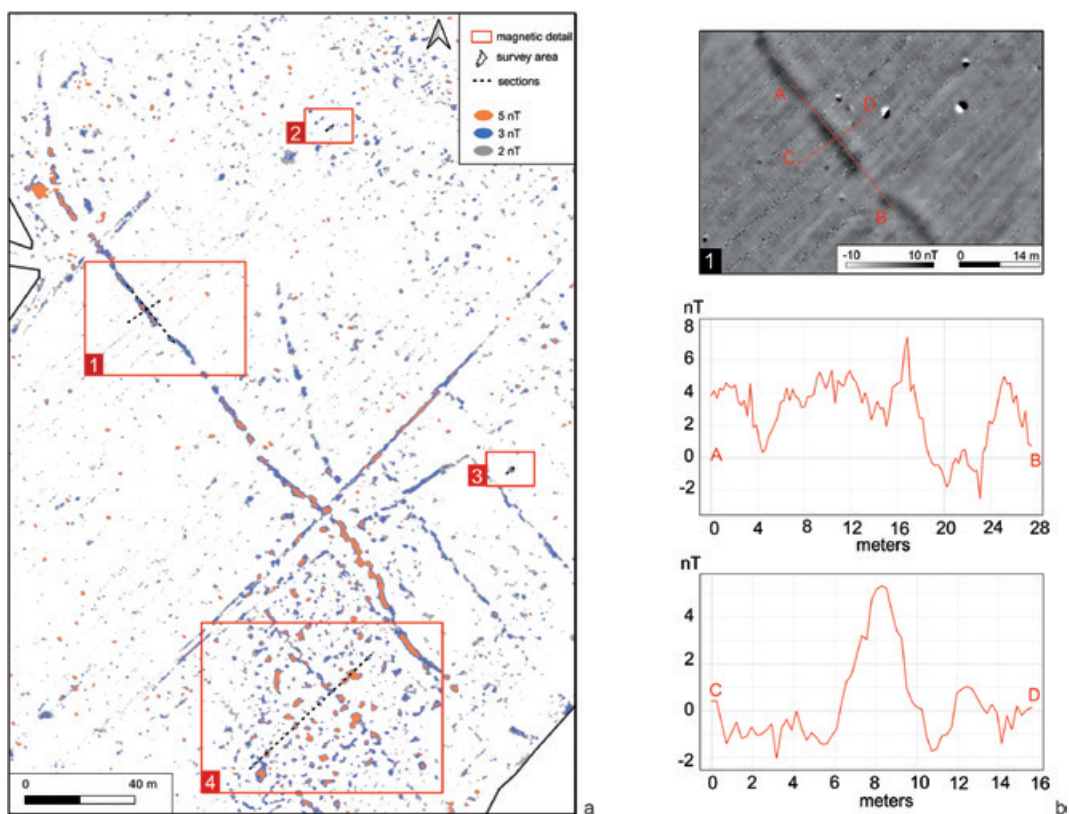 magnetic detail
survey area
sections
5 nT
3 nT
2 nT
2
1
3
4
0 40 m
a
A
D
C
B
1
-10 10 nT
0 14 m
nT
8
6
4
2
0
-2
A
B
0 4 8 12 16 20 24 28
meters
nT
4
2
0
-2
C
D
0 2 4 6 8 10 12 14 16
meters
b